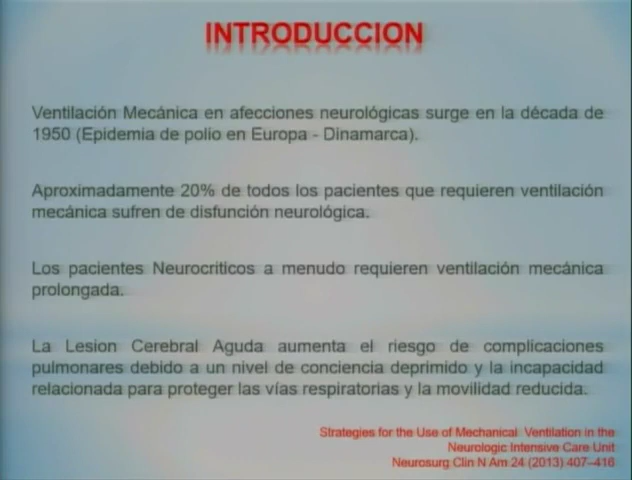 INTRODUCCION
Ventilación Mecánica en afecciones neurológicas surge en la década de
1950 (Epidemia de polio en Europa - Dinamarca).
Aproximadamente 20% de todos los pacientes que requieren ventilación
mecánica sufren de disfunción neurológica.
Los pacientes Neurocriticos a menudo requieren ventilación mecánica
prolongada.
La Lesion Cerebral Aguda aumenta el riesgo de complicaciones
pulmonares debido a un nivel de conciencia deprimido y la incapacidad
relacionada para proteger las vías respiratorias y la movilidad reducida.
Strategies for the Use of Mechanical Ventilation in the
Neurologic Intensive Care Unit
Neurosurg Clin N Am 24 (2013) 407–416